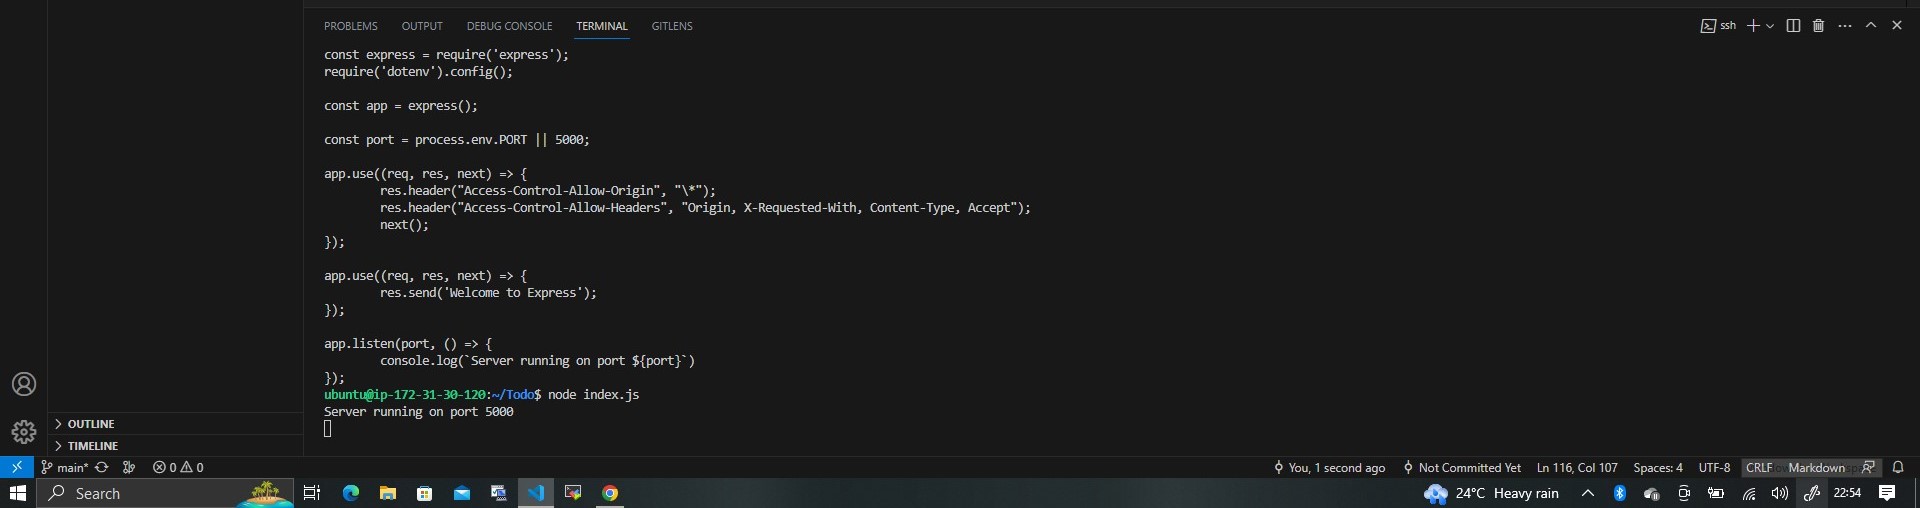 PROBLEMS OUTPUT DEBUG CONSOLE TERMINAL GITLENS
ssh
const express = require('express');
require('dotenv').config();
const app = express();
const port = process.env.PORT || 5000;
app.use((req, res, next) => {
res.header("Access-Control-Allow-Origin", "\*");
res.header("Access-Control-Allow-Headers", "Origin, X-Requested-With, Content-Type, Accept");
next();
});
app.use((req, res, next) => {
res.send('Welcome to Express');
});
app.listen(port, () => {
console.log(`Server running on port ${port}`)
});
ubuntu@ip-172-31-30-120:~/Todo$ node index.js
Server running on port 5000
OUTLINE
TIMELINE
main* 0 0 You, 1 second ago Not Committed Yet Ln 116, Col 107 Spaces: 4 UTF-8 CRLF Markdown
Search 24°C Heavy rain 22:54